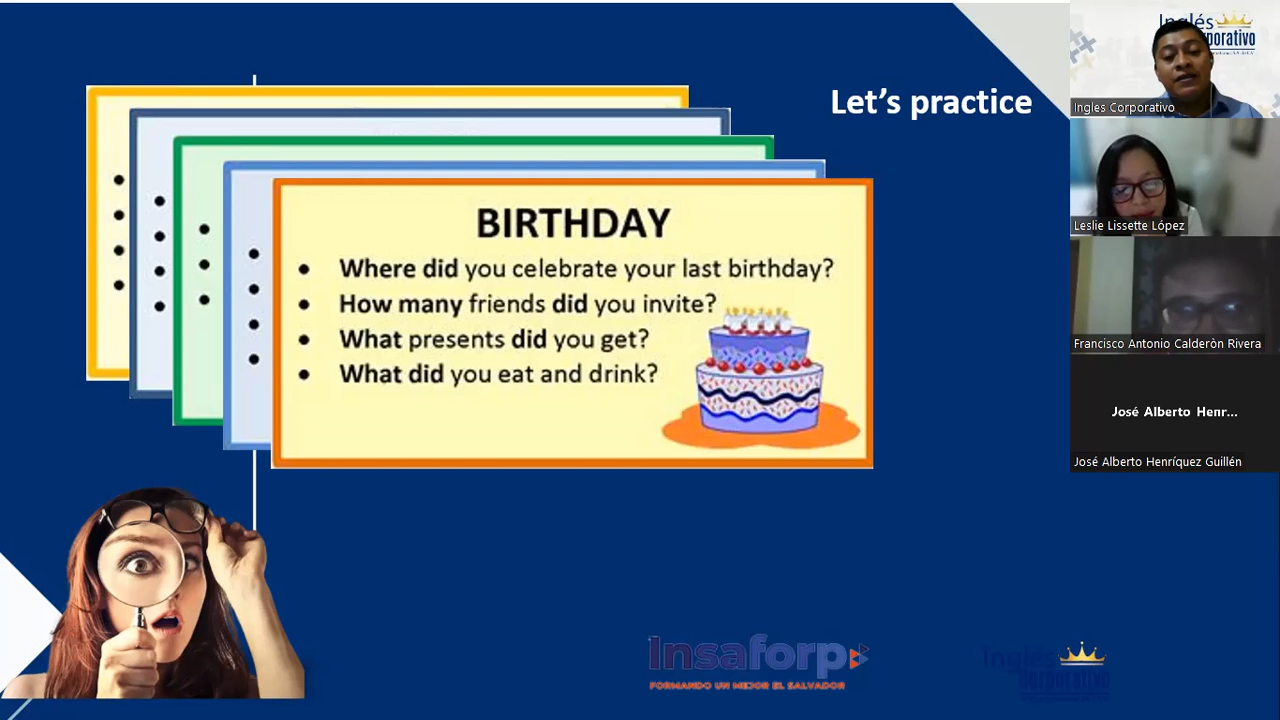 Let's practice
BIRTHDAY
• Where did you celebrate your last birthday?
• How many friends did you invite?
• What presents did you get?
• What did you eat and drink?
Insaforp
FORMANDO UN MEJOR EL SALVADOR
Inglés
Corporativo
Inglés
Ingles Corporativo
Leslie Lissette López
Francisco Antonio Calderòn Rivera
José Alberto Henr...
José Alberto Henríquez Guillén